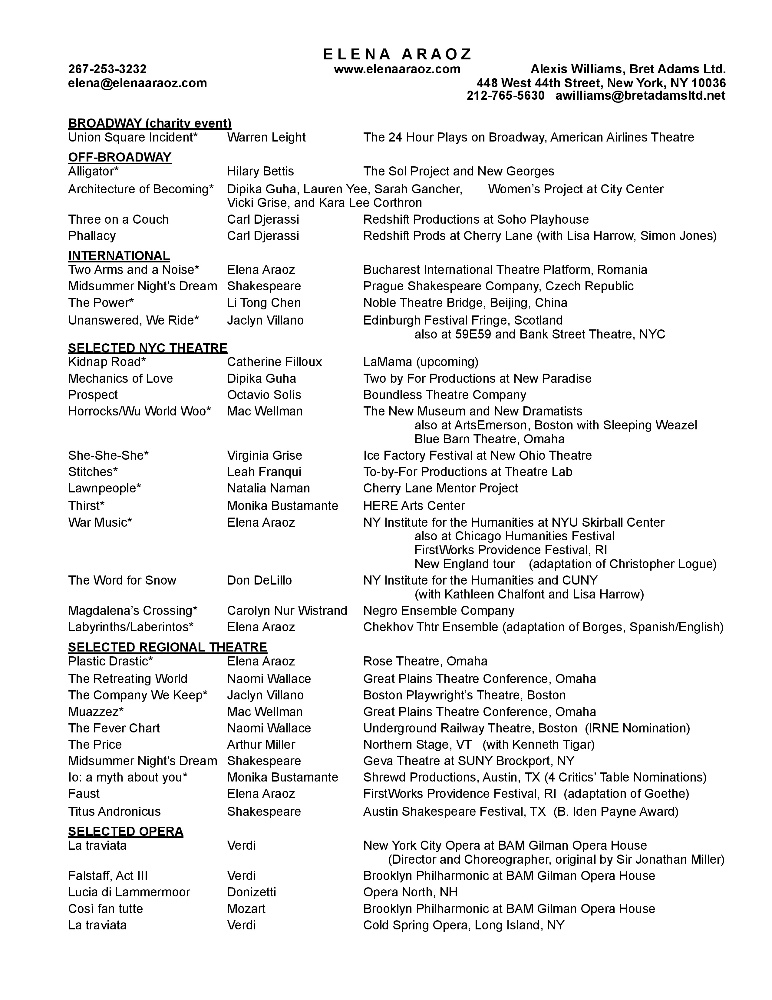 ELENA ARAOZ
267-253-3232 www.elenaaraoz.com Alexis Williams, Bret Adams Ltd.
elena@elenaaraoz.com 448 West 44th Street, New York, NY 10036
212-765-5630 awilliams@bretadamsltd.net
BROADWAY (charity event)
Union Square Incident* Warren Leight The 24 Hour Plays on Broadway, American Airlines Theatre
OFF-BROADWAY
Alligator* Hilary Bettis The Sol Project and New Georges
Architecture of Becoming* Dipika Guha, Lauren Yee, Sarah Gancher, Women's Project at City Center
Vicki Grise, and Kara Lee Corthron
Three on a Couch Carl Djerassi Redshift Productions at Soho Playhouse
Phallacy Carl Djerassi Redshift Prods at Cherry Lane (with Lisa Harrow, Simon Jones)
INTERNATIONAL
Two Arms and a Noise* Elena Araoz Bucharest International Theatre Platform, Romania
Midsummer Night's Dream Shakespeare Prague Shakespeare Company, Czech Republic
The Power* Li Tong Chen Noble Theatre Bridge, Beijing, China
Unanswered, We Ride* Jaclyn Villano Edinburgh Festival Fringe, Scotland
also at 59E59 and Bank Street Theatre, NYC
SELECTED NYC THEATRE
Kidnap Road* Catherine Filloux LaMama (upcoming)
Mechanics of Love Dipika Guha Two by For Productions at New Paradise
Prospect Octavio Solis Boundless Theatre Company
Horrocks/Wu World Woo* Mac Wellman The New Museum and New Dramatists
also at ArtsEmerson, Boston with Sleeping Weazel
Blue Barn Theatre, Omaha
She-She-She* Virginia Grise Ice Factory Festival at New Ohio Theatre
Stitches* Leah Franqui To-by-For Productions at Theatre Lab
Lawnpeople* Natalia Naman Cherry Lane Mentor Project
Thirst* Monika Bustamante HERE Arts Center
War Music* Elena Araoz NY Institute for the Humanities at NYU Skirball Center
also at Chicago Humanities Festival
FirstWorks Providence Festival, RI
New England tour (adaptation of Christopher Logue)
The Word for Snow Don DeLillo NY Institute for the Humanities and CUNY
(with Kathleen Chalfont and Lisa Harrow)
Magdalena's Crossing* Carolyn Nur Wistrand Negro Ensemble Company
Labyrinths/Laberintos* Elena Araoz Chekhov Thtr Ensemble (adaptation of Borges, Spanish/English)
SELECTED REGIONAL THEATRE
Plastic Drastic* Elena Araoz Rose Theatre, Omaha
The Retreating World Naomi Wallace Great Plains Theatre Conference, Omaha
The Company We Keep* Jaclyn Villano Boston Playwright's Theatre, Boston
Muazzez* Mac Wellman Great Plains Theatre Conference, Omaha
The Fever Chart Naomi Wallace Underground Railway Theatre, Boston (IRNE Nomination)
The Price Arthur Miller Northern Stage, VT (with Kenneth Tigar)
Midsummer Night's Dream Shakespeare Geva Theatre at SUNY Brockport, NY
Io: a myth about you* Monika Bustamante Shrewd Productions, Austin, TX (4 Critics' Table Nominations)
Faust Elena Araoz FirstWorks Providence Festival, RI (adaptation of Goethe)
Titus Andronicus Shakespeare Austin Shakespeare Festival, TX (B. Iden Payne Award)
SELECTED OPERA
La traviata Verdi New York City Opera at BAM Gilman Opera House
(Director and Choreographer, original by Sir Jonathan Miller)
Falstaff, Act III Verdi Brooklyn Philharmonic at BAM Gilman Opera House
Lucia di Lammermoor Donizetti Opera North, NH
Così fan tutte Mozart Brooklyn Philharmonic at BAM Gilman Opera House
La traviata Verdi Cold Spring Opera, Long Island, NY